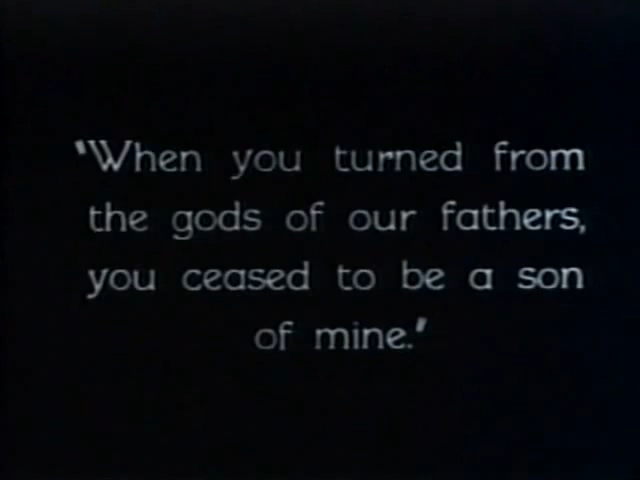 "When you turned from
the gods of our fathers,
you ceased to be a son
of mine."